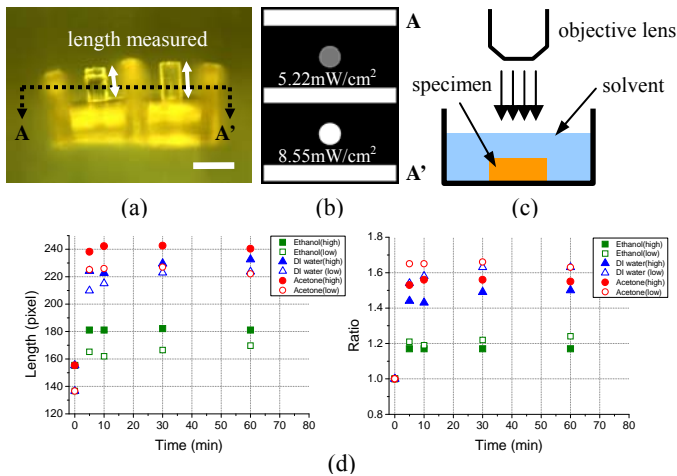 length measured
A
A'
(a)
A
5.22mW/cm²
8.55mW/cm²
A'
(b)
objective lens
specimen
solvent
(c)
Length (pixel)
260
240
220
200
180
160
140
120
0 10 20 30 40 50 60 70 80
Time (min)
Ethanol(high)
Ethanol(low)
DI water(high)
DI water (low)
Acetone(high)
Acetone(low)
Ratio
1.8
1.6
1.4
1.2
1.0
0.8
0 10 20 30 40 50 60 70 80
Time (min)
Ethanol(high)
Ethanol(low)
DI water(high)
DI water (low)
Acetone(high)
Acetone(low)
(d)